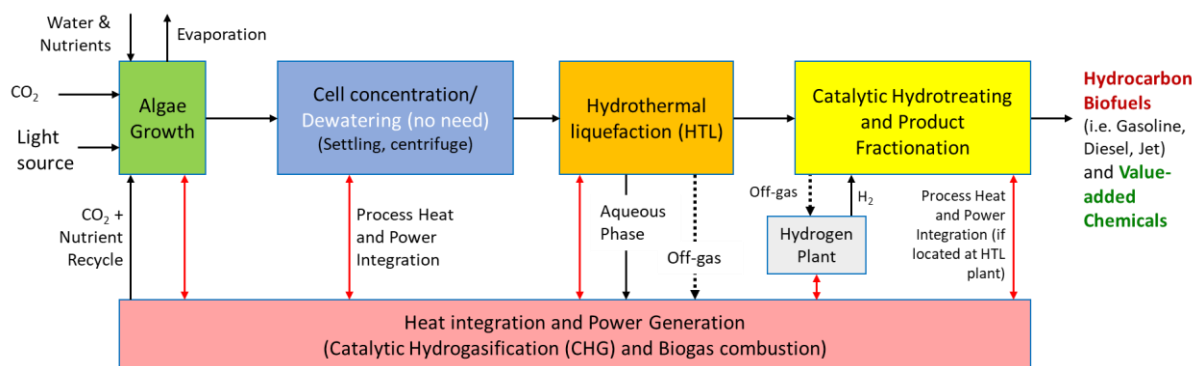 Water &
Nutrients
Evaporation
CO₂
Light
source
Algae
Growth
Cell concentration/
Dewatering (no need)
(Settling, centrifuge)
Hydrothermal
liquefaction (HTL)
Catalytic Hydrotreating
and Product
Fractionation
Hydrocarbon
Biofuels
(i.e. Gasoline,
Diesel, Jet)
and Value-
added
Chemicals
CO₂ +
Nutrient
Recycle
Process Heat
and Power
Integration
Aqueous
Phase
Off-gas
Off-gas
H₂
Hydrogen
Plant
Process Heat
and Power
Integration (if
located at HTL
plant)
Heat integration and Power Generation
(Catalytic Hydrogasification (CHG) and Biogas combustion)